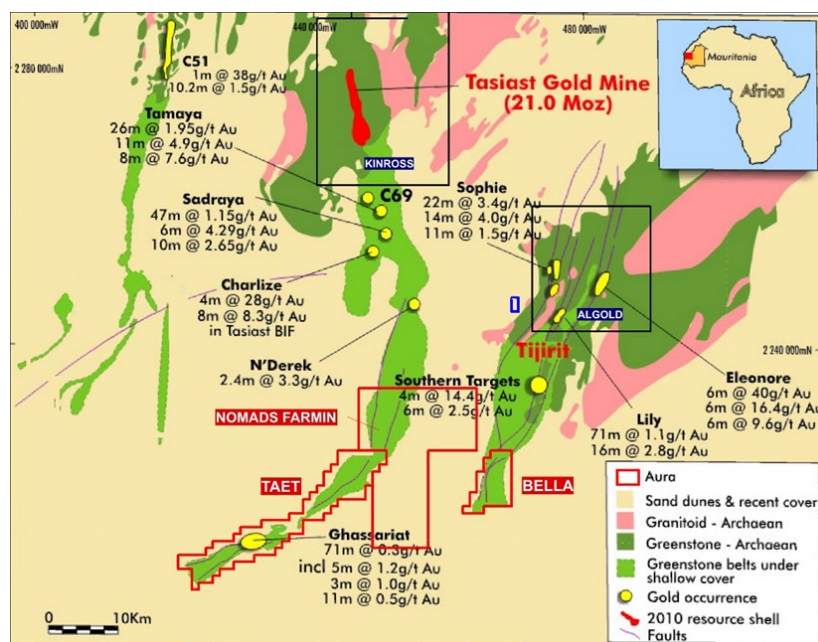 400 000mW
440 000mW
480 000mW
2 280 000mN
2 240 000mN
Mauritania
Africa
C51
1m @ 38g/t Au
10.2m @ 1.5g/t Au
Tamaya
26m @ 1.95g/t Au
11m @ 4.9g/t Au
8m @ 7.6g/t Au
Tasiast Gold Mine
(21.0 Moz)
KINROSS
C69
Sadraya
47m @ 1.15g/t Au
6m @ 4.29g/t Au
10m @ 2.65g/t Au
Sophie
22m @ 3.4g/t Au
14m @ 4.0g/t Au
11m @ 1.5g/t Au
Charlize
4m @ 28g/t Au
8m @ 8.3g/t Au
in Tasiast BIF
ALGOLD
Tijirit
N'Derek
2.4m @ 3.3g/t Au
Southern Targets
4m @ 14.4g/t Au
6m @ 2.5g/t Au
Eleonore
6m @ 40g/t Au
6m @ 16.4g/t Au
6m @ 9.6g/t Au
Lily
71m @ 1.1g/t Au
16m @ 2.8g/t Au
NOMADS FARMIN
TAET
BELLA
Ghassariat
71m @ 0.3g/t Au
incl 5m @ 1.2g/t Au
3m @ 1.0g/t Au
11m @ 0.5g/t Au
0
10Km
Aura
Sand dunes & recent cover
Granitoid - Archaean
Greenstone - Archaean
Greenstone belts under
shallow cover
Gold occurrence
2010 resource shell
Faults